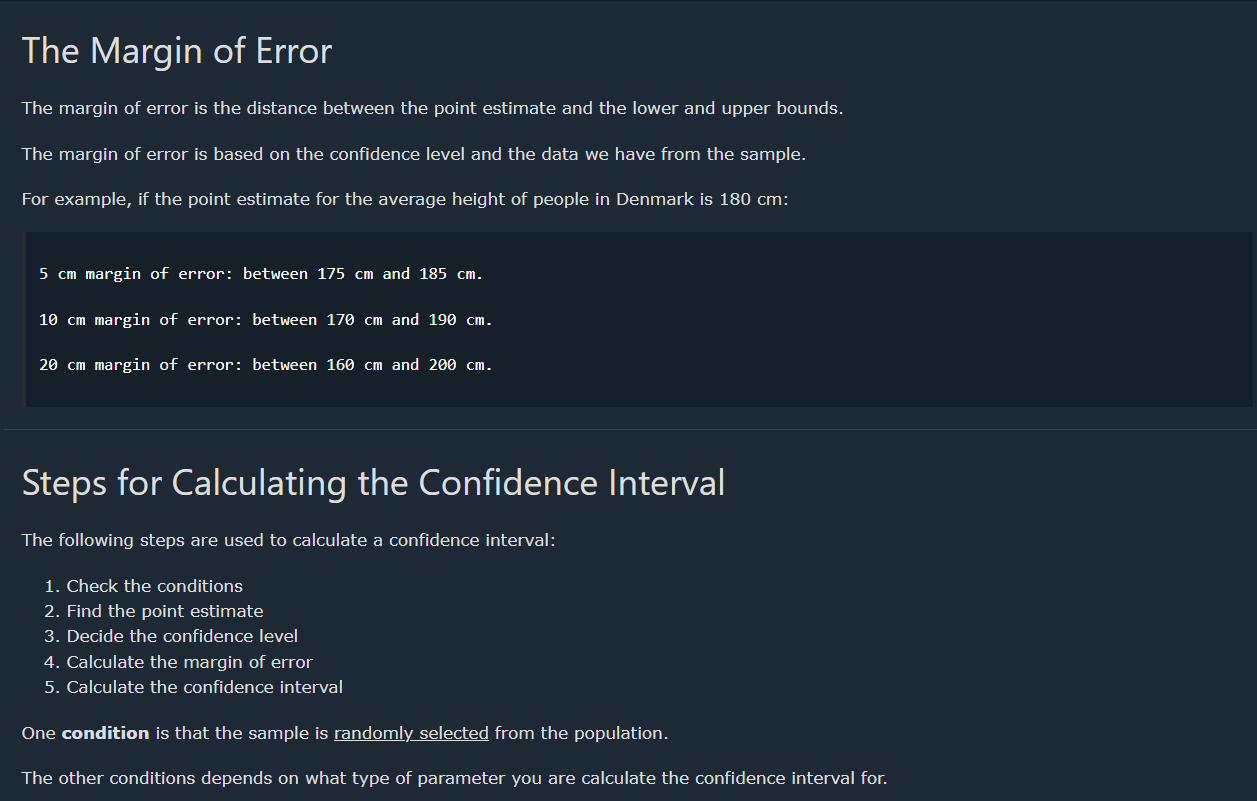 The Margin of Error
The margin of error is the distance between the point estimate and the lower and upper bounds.
The margin of error is based on the confidence level and the data we have from the sample.
For example, if the point estimate for the average height of people in Denmark is 180 cm:
5 cm margin of error: between 175 cm and 185 cm.
10 cm margin of error: between 170 cm and 190 cm.
20 cm margin of error: between 160 cm and 200 cm.
Steps for Calculating the Confidence Interval
The following steps are used to calculate a confidence interval:
1. Check the conditions
2. Find the point estimate
3. Decide the confidence level
4. Calculate the margin of error
5. Calculate the confidence interval
One condition is that the sample is randomly selected from the population.
The other conditions depends on what type of parameter you are calculate the confidence interval for.